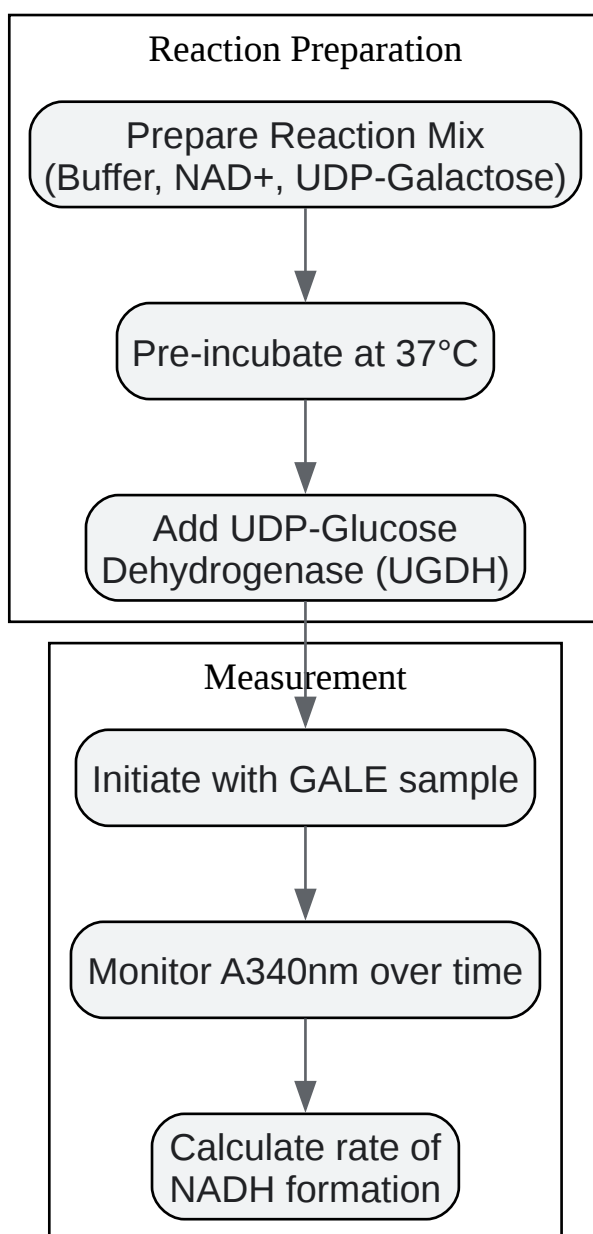 Reaction Preparation
Prepare Reaction Mix
(Buffer, NAD+, UDP-Galactose)
Pre-incubate at 37°C
Add UDP-Glucose
Dehydrogenase (UGDH)
Measurement
Initiate with GALE sample
Monitor A340nm over time
Calculate rate of
NADH formation